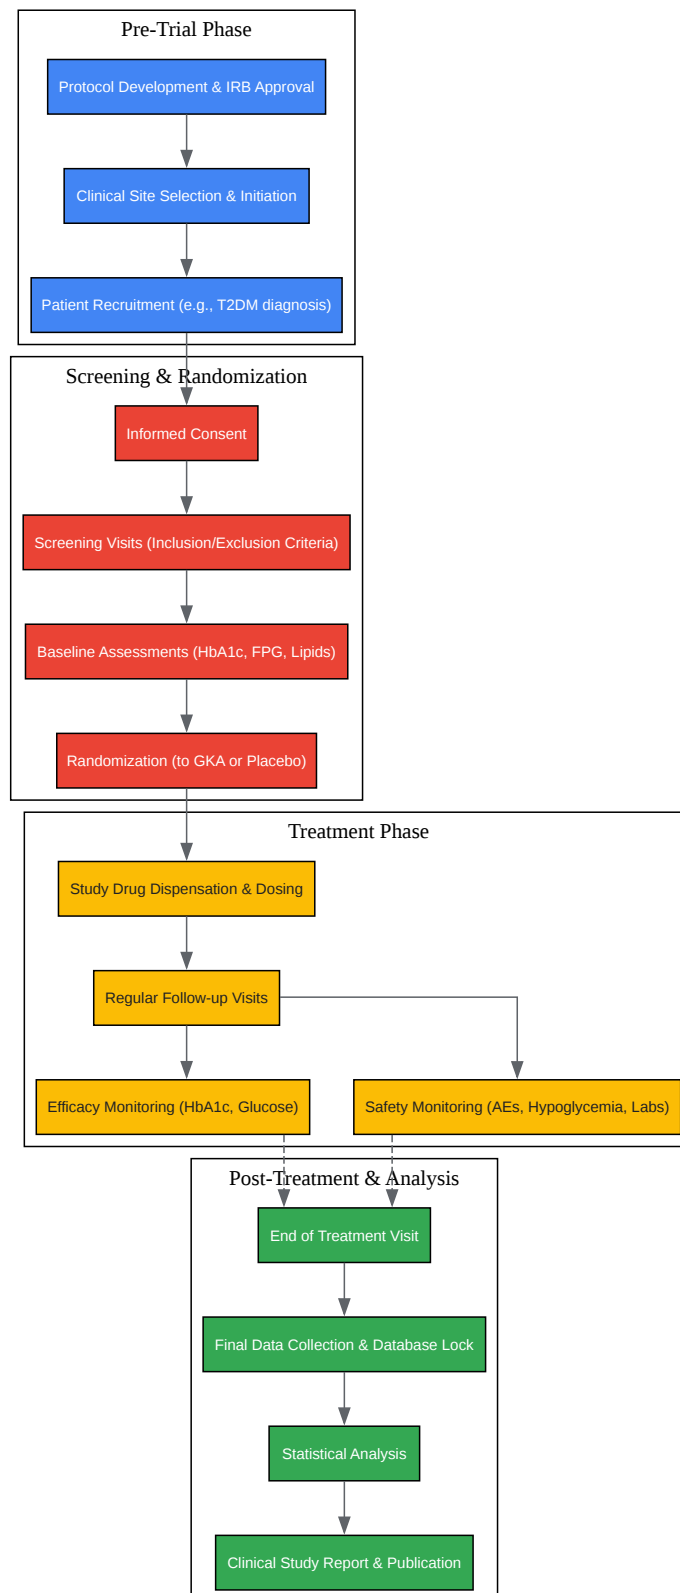 Pre-Trial Phase
Protocol Development & IRB Approval
Clinical Site Selection & Initiation
Patient Recruitment (e.g., T2DM diagnosis)
Screening & Randomization
Informed Consent
Screening Visits (Inclusion/Exclusion Criteria)
Baseline Assessments (HbA1c, FPG, Lipids)
Randomization (to GKA or Placebo)
Treatment Phase
Study Drug Dispensation & Dosing
Regular Follow-up Visits
Efficacy Monitoring (HbA1c, Glucose)
Safety Monitoring (AEs, Hypoglycemia, Labs)
Post-Treatment & Analysis
End of Treatment Visit
Final Data Collection & Database Lock
Statistical Analysis
Clinical Study Report & Publication